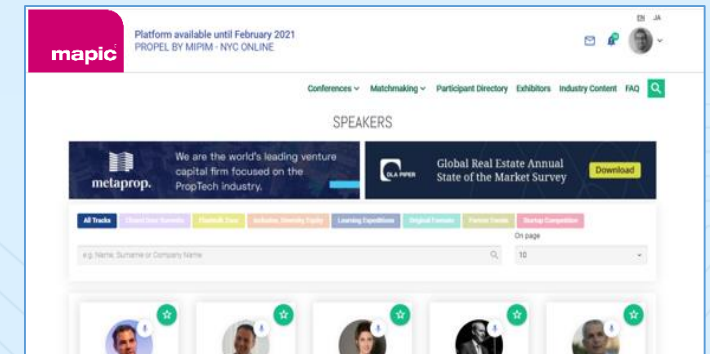 mapic
Platform available until February 2021
PROPEL BY MIPIM - NYC ONLINE
EN JA
Conferences Matchmaking Participant Directory Exhibitors Industry Content FAQ
SPEAKERS
metaprop.
We are the world's leading venture
capital firm focused on the
PropTech industry.
DLA PIPER
Global Real Estate Annual
State of the Market Survey
Download
All Tracks
Learning Expeditions
Startup Competition
On page
e.g. Name, Surname or Company Name
10